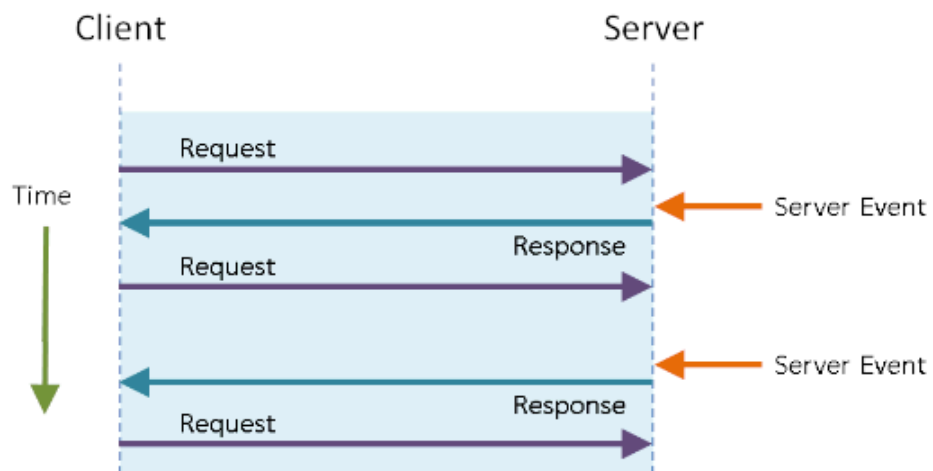 Client
Server
Request
Time
Server Event
Response
Request
Server Event
Response
Request